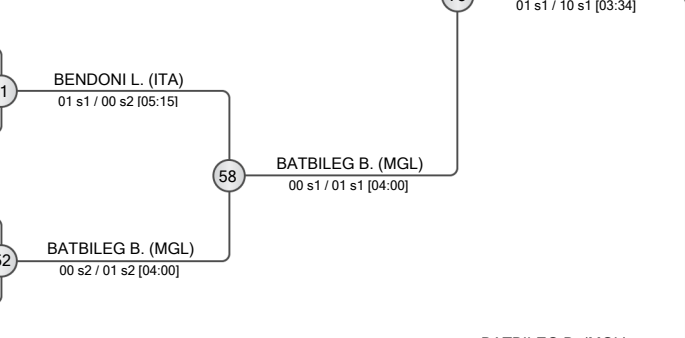 01 s1 / 10 s1 [03:34]
BENDONI L. (ITA)
01 s1 / 00 s2 [05:15]
BATBILEG B. (MGL)
58
00 s1 / 01 s1 [04:00]
BATBILEG B. (MGL)
00 s2 / 01 s2 [04:00]